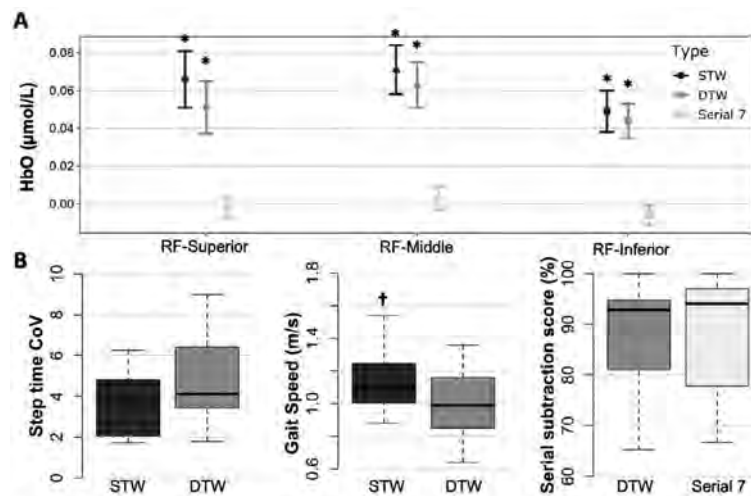 A
HbO (µmol/L)
0.08
0.06
0.04
0.02
0.00
* * * * * *
Type
STW
DTW
Serial 7
RF-Superior RF-Middle RF-Inferior
B
Step time CoV
10
8
6
4
2
0
STW DTW
Gait Speed (m/s)
1.8
1.4
1.0
0.6
†
STW DTW
Serial subtraction score (%)
100
90
80
70
60
DTW Serial 7